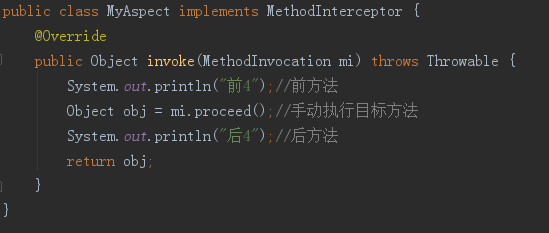 public class MyAspect implements MethodInterceptor {
@Override
public Object invoke(MethodInvocation mi) throws Throwable {
System.out.println("前4");//前方法
Object obj = mi.proceed();//手动执行目标方法
System.out.println("后4");//后方法
return obj;
}
}